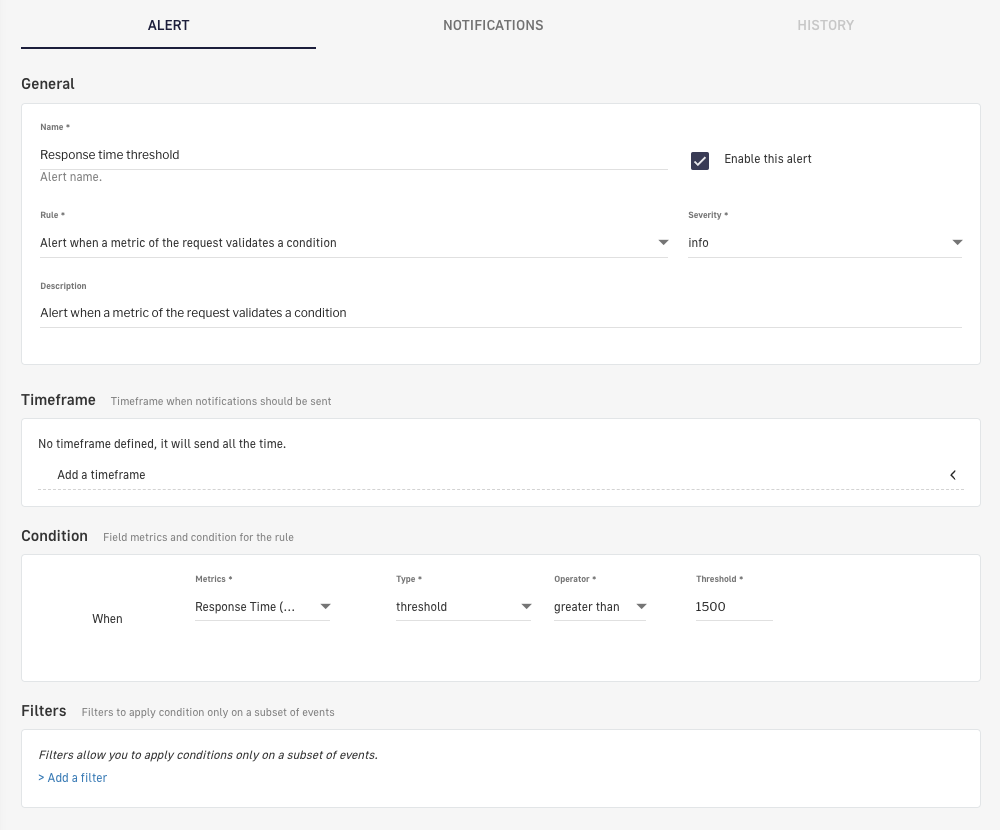 ALERT
NOTIFICATIONS
HISTORY
General
Name *
Response time threshold
Alert name.
Enable this alert
Rule *
Alert when a metric of the request validates a condition
Severity *
info
Description
Alert when a metric of the request validates a condition
Timeframe
Timeframe when notifications should be sent
No timeframe defined, it will send all the time.
Add a timeframe
Condition
Field metrics and condition for the rule
When
Metrics *
Response Time (...
Type *
threshold
Operator *
greater than
Threshold *
1500
Filters
Filters to apply condition only on a subset of events
Filters allow you to apply conditions only on a subset of events.
> Add a filter